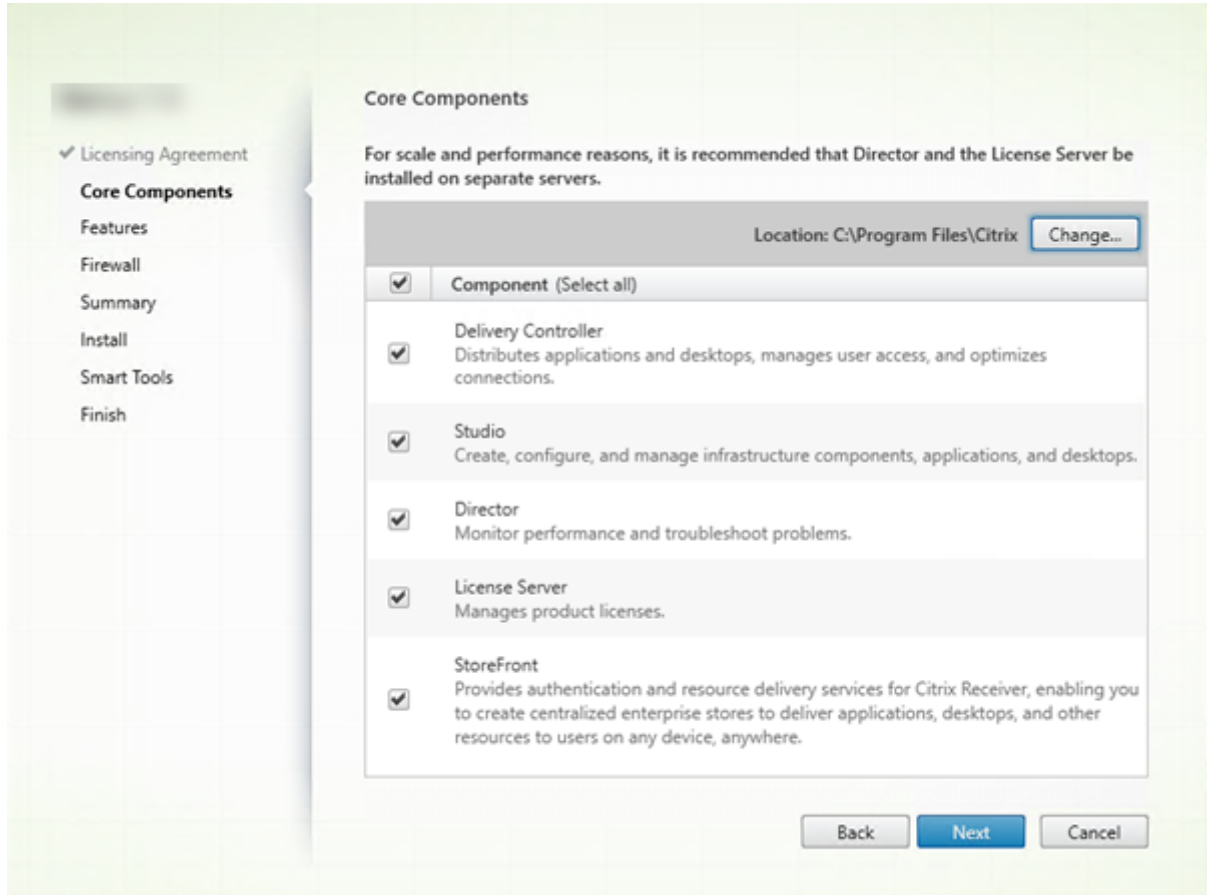 Core Components
✔ Licensing Agreement
Core Components
Features
Firewall
Summary
Install
Smart Tools
Finish
For scale and performance reasons, it is recommended that Director and the License Server be
installed on separate servers.
Location: C:\Program Files\Citrix Change...
Component (Select all)
Delivery Controller
Distributes applications and desktops, manages user access, and optimizes
connections.
Studio
Create, configure, and manage infrastructure components, applications, and desktops.
Director
Monitor performance and troubleshoot problems.
License Server
Manages product licenses.
StoreFront
Provides authentication and resource delivery services for Citrix Receiver, enabling you
to create centralized enterprise stores to deliver applications, desktops, and other
resources to users on any device, anywhere.
Back Next Cancel